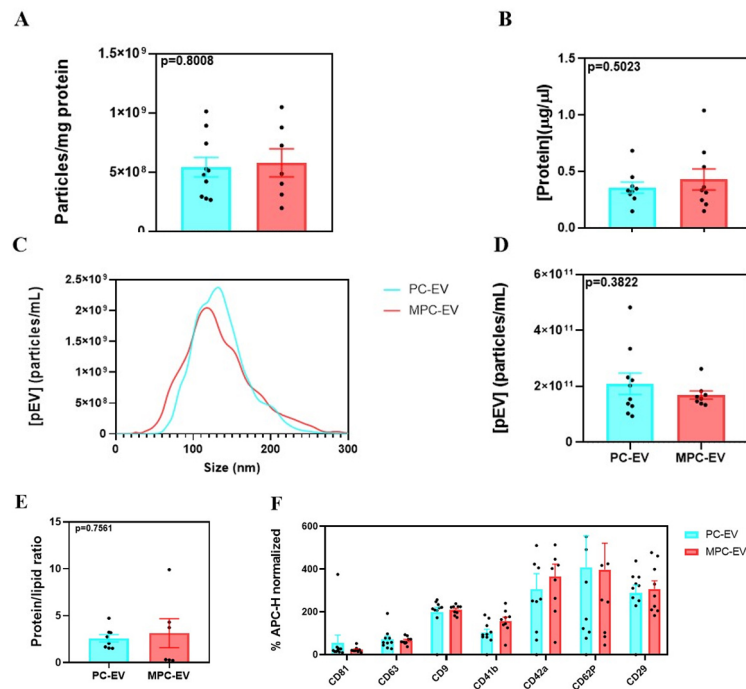 A
p=0.8008
Particles/mg protein
1.5×10⁹
1×10⁹
5×10⁸
0
B
p=0.5023
[Protein](µg/µl)
1.5
1.0
0.5
0.0
C
[pEV] (particles/mL)
2.5×10⁹
2×10⁹
1.5×10⁹
1×10⁹
5×10⁸
0
0
100
200
300
Size (nm)
PC-EV
MPC-EV
D
p=0.3822
[pEV] (particles/mL)
6×10¹¹
4×10¹¹
2×10¹¹
0
PC-EV
MPC-EV
E
p=0.7561
Protein/lipid ratio
15
10
5
0
PC-EV
MPC-EV
F
% APC-H normalized
600
400
200
0
CD81
CD63
CD9
CD41b
CD42a
CD62P
CD29
PC-EV
MPC-EV